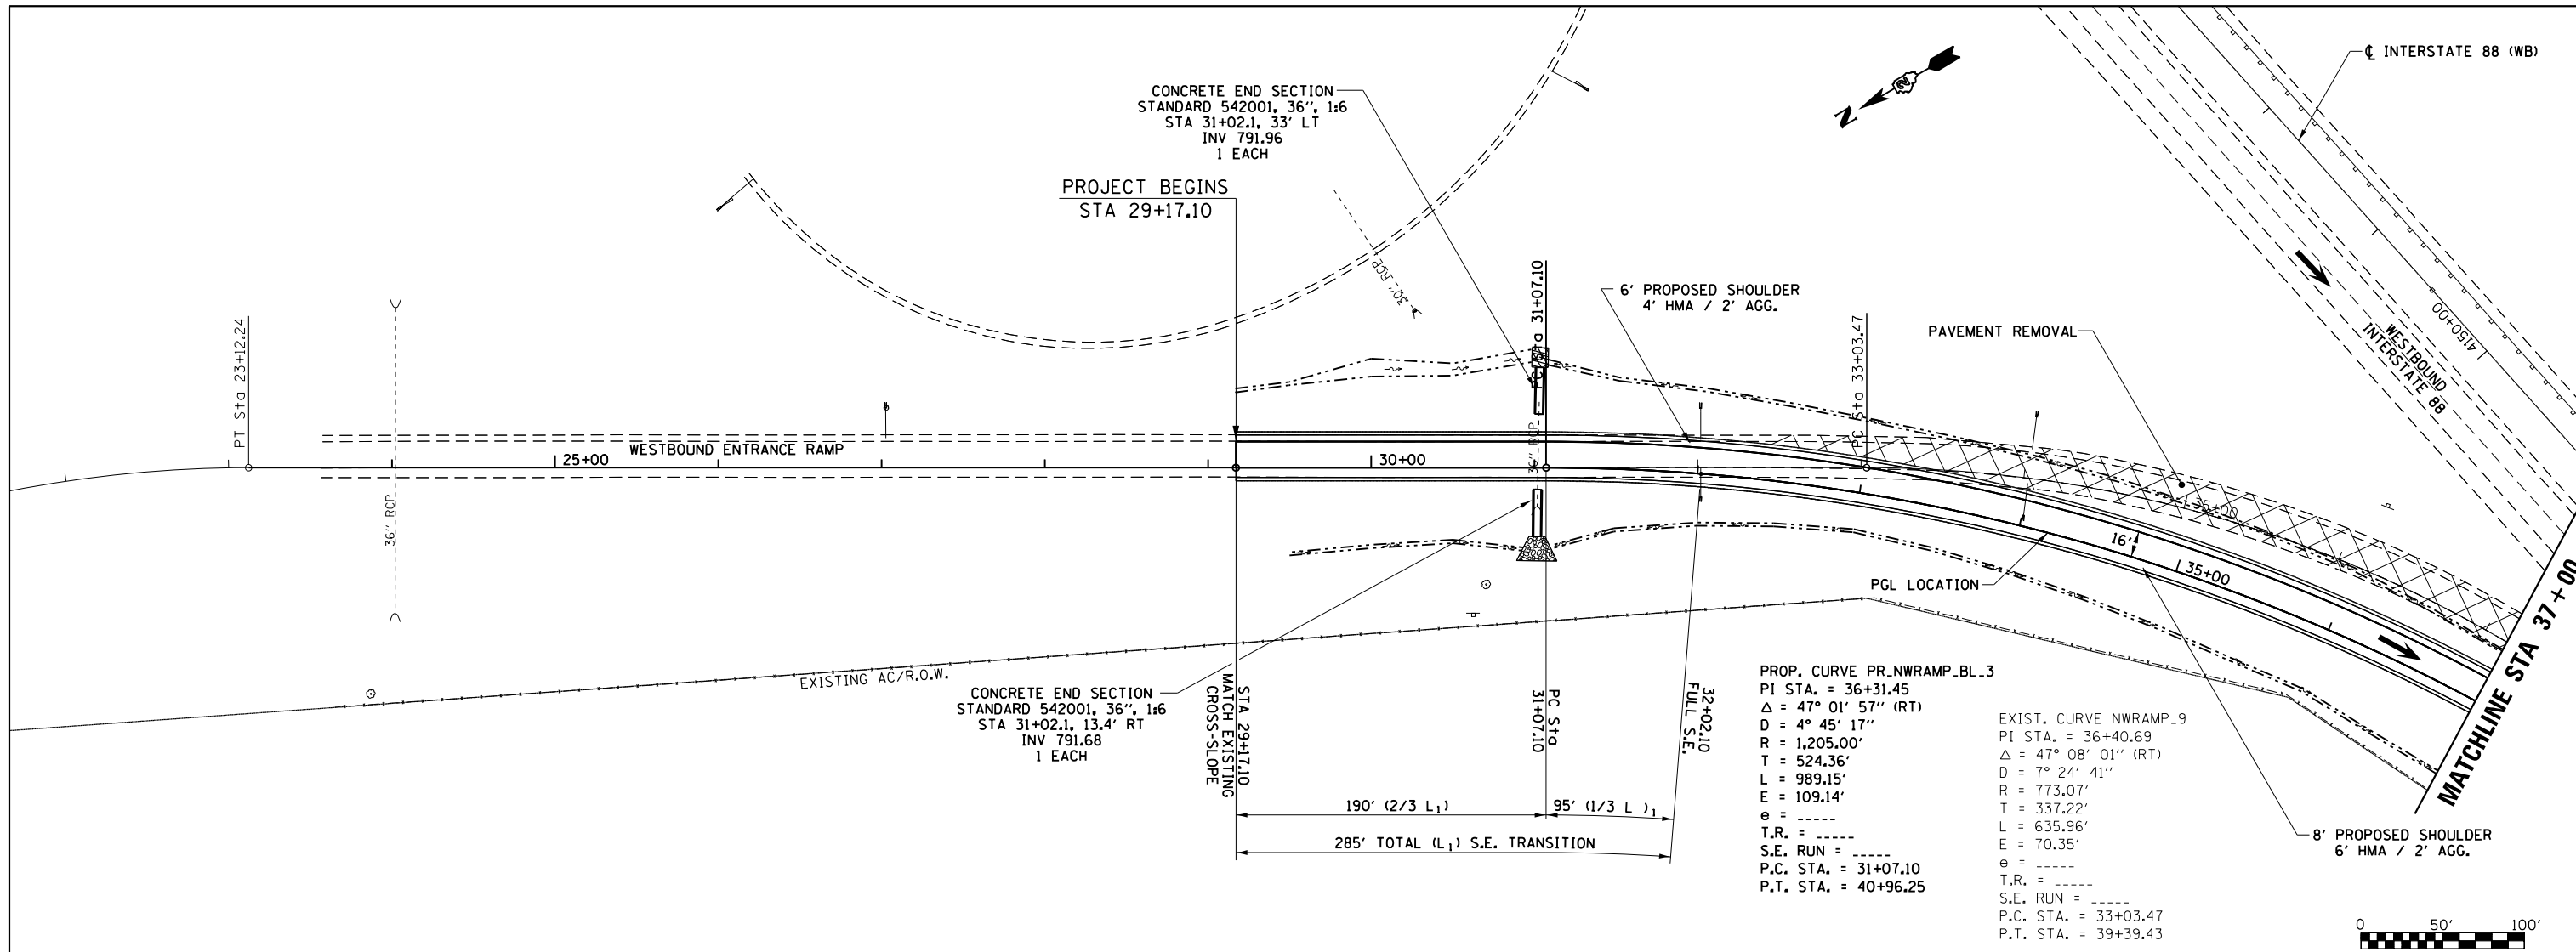 ℄ INTERSTATE 88 (WB)
CONCRETE END SECTION
STANDARD 542001, 36", 1:6
STA 31+02.1, 33' LT
INV 791.96
1 EACH
N
PROJECT BEGINS
STA 29+17.10
30" RCP
PC Sta 31+07.10
6' PROPOSED SHOULDER
4' HMA / 2' AGG.
PAVEMENT REMOVAL
4150+00
WESTBOUND
INTERSTATE 88
PT Sta 23+12.24
PC Sta 33+03.47
WESTBOUND ENTRANCE RAMP
25+00
30+00
36" RCP
36" RCP
35+00
16'
35+00
PGL LOCATION
MATCHLINE STA 37+00
EXISTING AC/R.O.W.
CONCRETE END SECTION
STANDARD 542001, 36", 1:6
STA 31+02.1, 13.4' RT
INV 791.68
1 EACH
STA 29+17.10
MATCH EXISTING
CROSS-SLOPE
PC Sta
31+07.10
32+02.10
FULL S.E.
190' (2/3 L₁)
95' (1/3 L )₁
285' TOTAL (L₁) S.E. TRANSITION
PROP. CURVE PR_NWRAMP_BL_3
PI STA. = 36+31.45
Δ = 47° 01' 57" (RT)
D = 4° 45' 17"
R = 1,205.00'
T = 524.36'
L = 989.15'
E = 109.14'
e = -----
T.R. = -----
S.E. RUN = -----
P.C. STA. = 31+07.10
P.T. STA. = 40+96.25
EXIST. CURVE NWRAMP_9
PI STA. = 36+40.69
Δ = 47° 08' 01" (RT)
D = 7° 24' 41"
R = 773.07'
T = 337.22'
L = 635.96'
E = 70.35'
e = -----
T.R. = -----
S.E. RUN = -----
P.C. STA. = 33+03.47
P.T. STA. = 39+39.43
8' PROPOSED SHOULDER
6' HMA / 2' AGG.
0 50' 100'